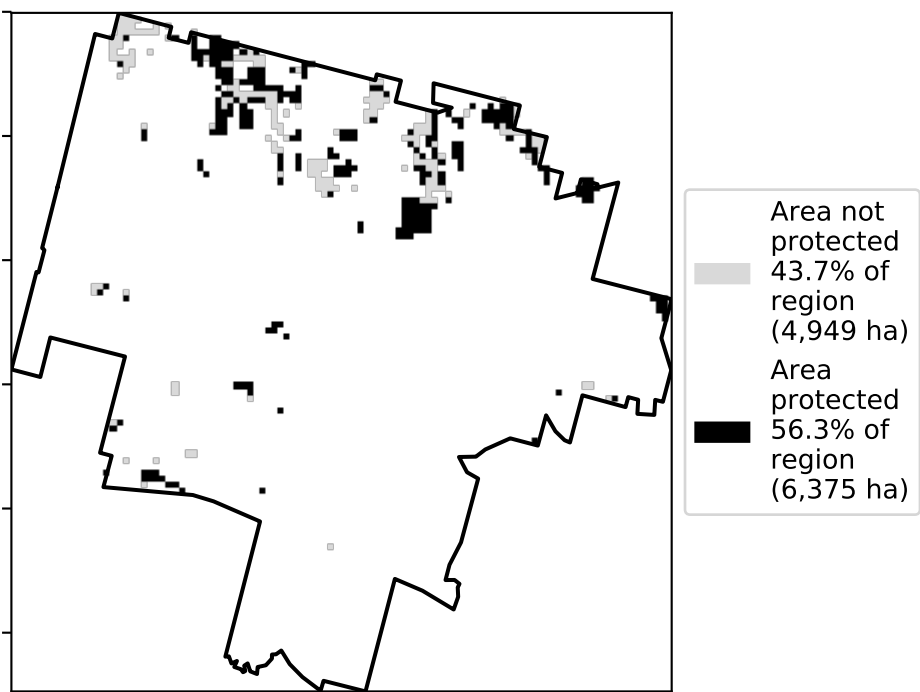 Area not
protected
43.7% of
region
(4,949 ha)
Area
protected
56.3% of
region
(6,375 ha)